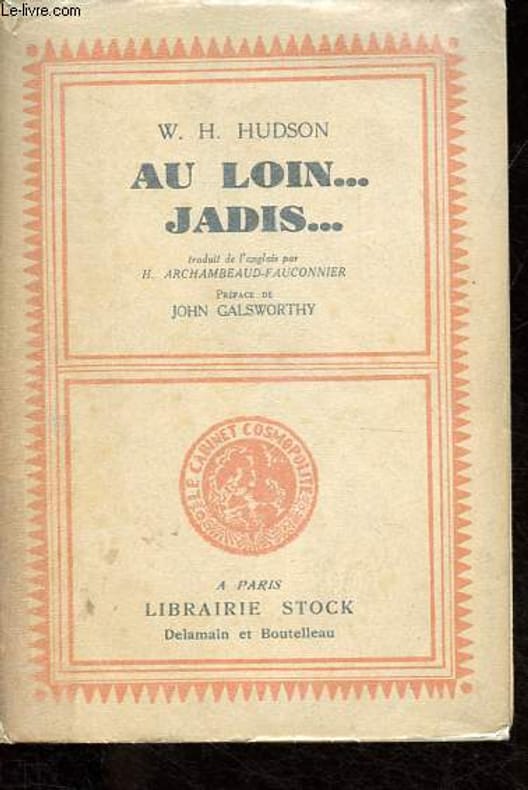 Le-livre.com
W. H. HUDSON
AU LOIN...
JADIS...
traduit de l'anglais par
H. ARCHAMBEAUD-FAUCONNIER
PRÉFACE DE
JOHN GALSWORTHY
LE CABINET COSMOPOLITE
A PARIS
LIBRAIRIE STOCK
Delamain et Boutelleau